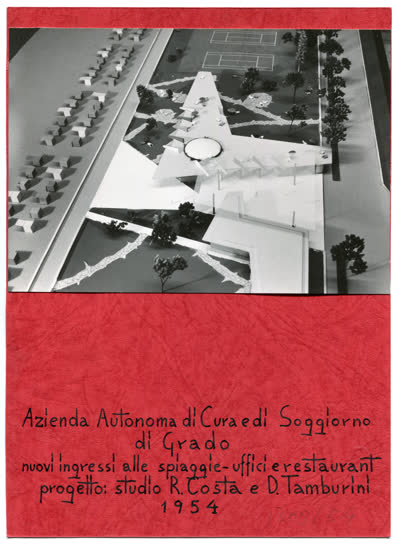 Azienda Autonoma di Cura e di Soggiorno
di Grado
nuovi ingressi alle spiaggie-uffici e restaurant
progetto: studio R. Costa e D. Tamburini
1954